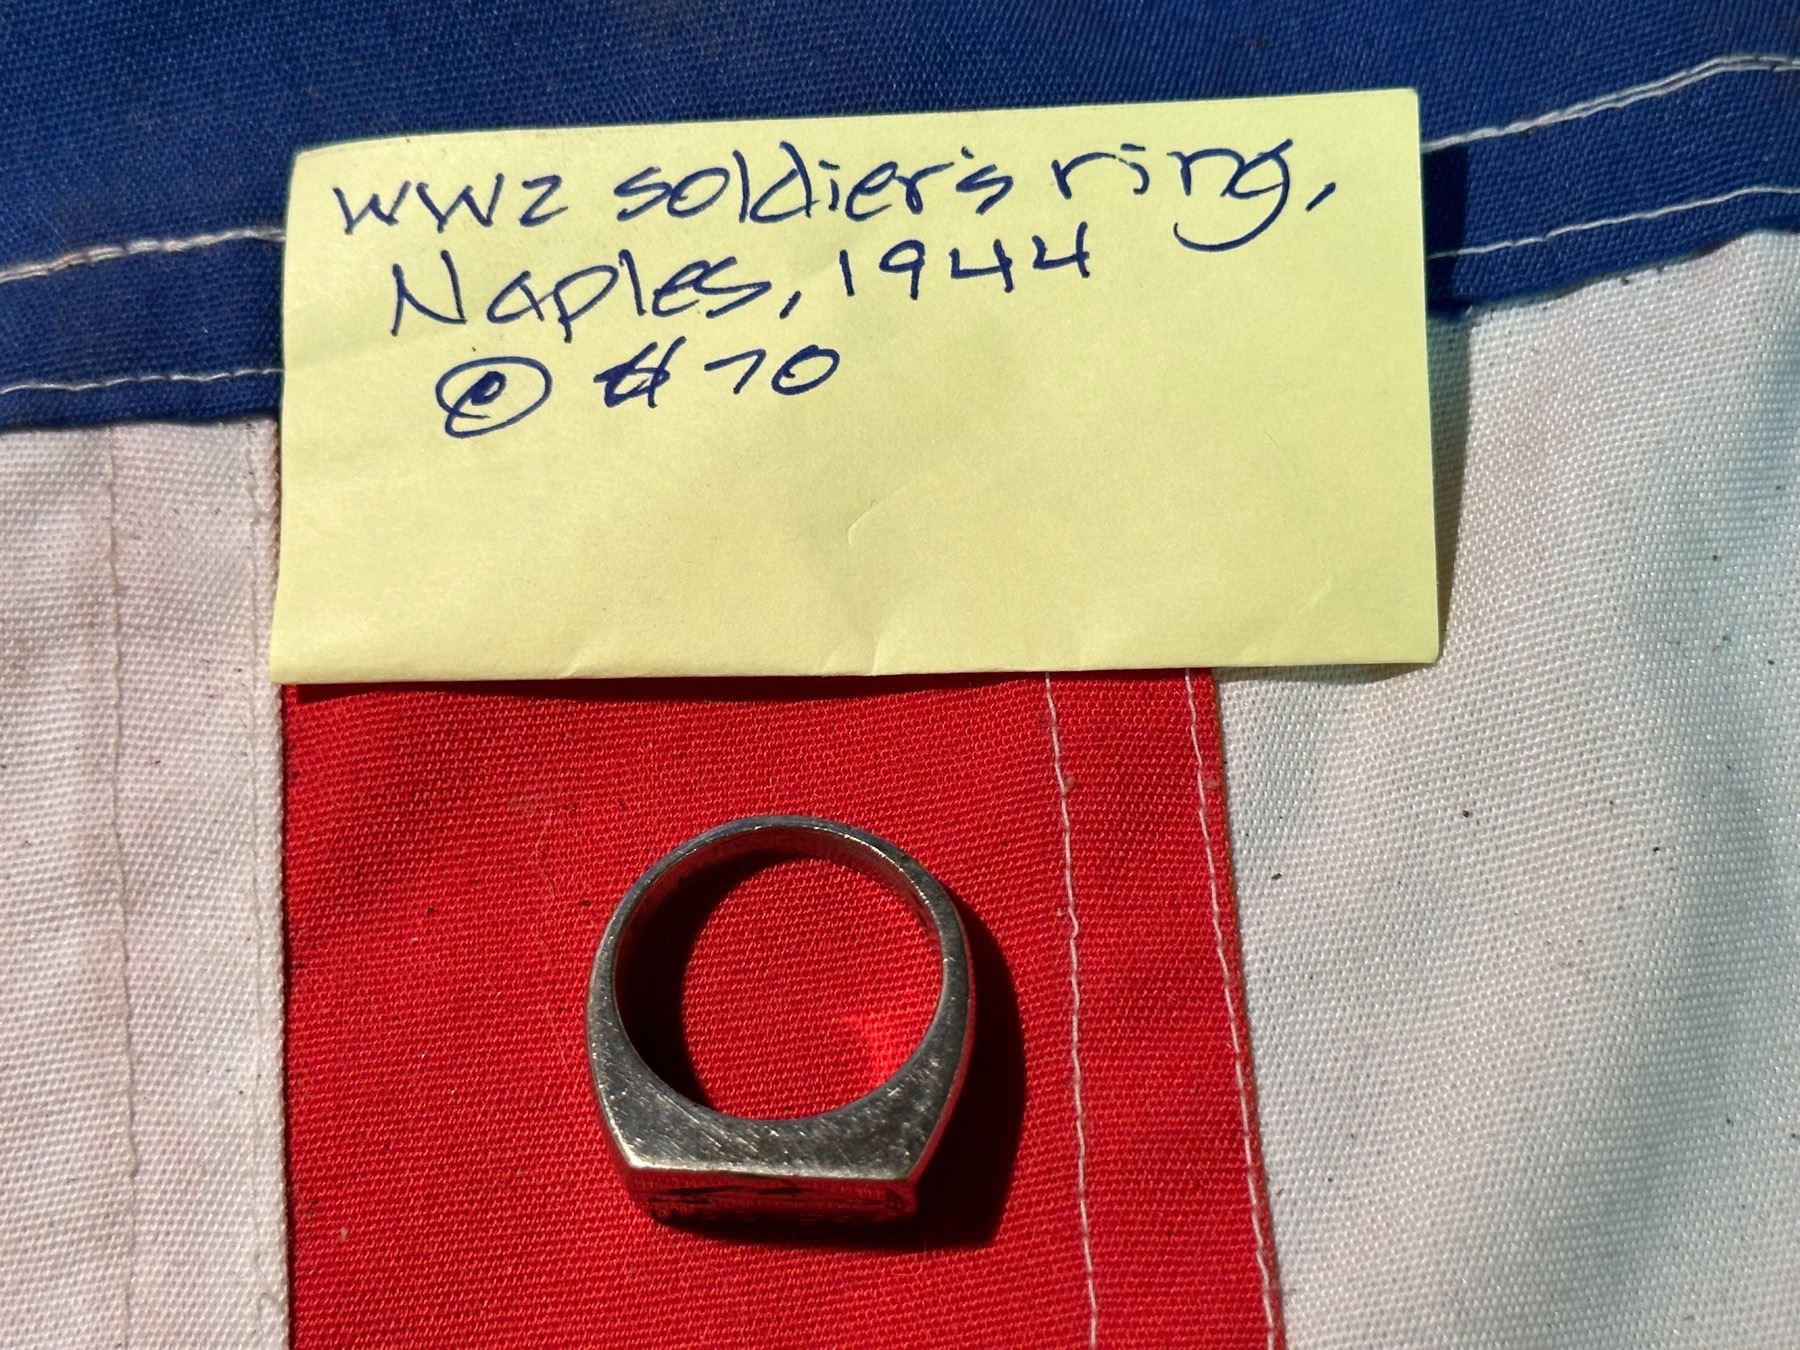 WW2 soldier's ring,
Naples, 1944
@ $70